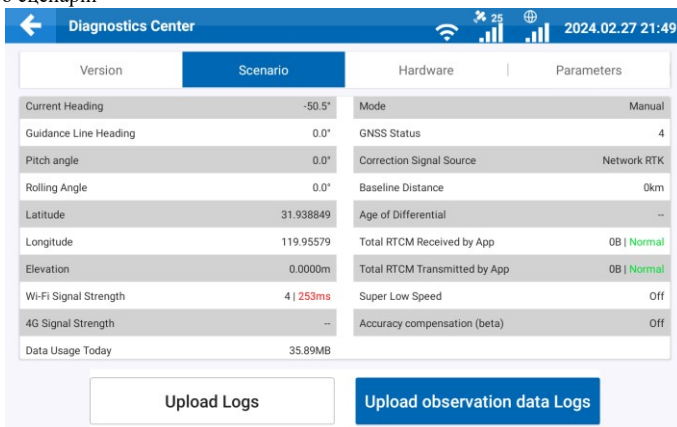 сценарій
Diagnostics Center 25 2024.02.27 21:49
Version Scenario Hardware Parameters
Current Heading -50.5° Mode Manual
Guidance Line Heading 0.0° GNSS Status 4
Pitch angle 0.0° Correction Signal Source Network RTK
Rolling Angle 0.0° Baseline Distance 0km
Latitude 31.938849 Age of Differential --
Longitude 119.95579 Total RTCM Received by App 0B | Normal
Elevation 0.0000m Total RTCM Transmitted by App 0B | Normal
Wi-Fi Signal Strength 4 | 253ms Super Low Speed Off
4G Signal Strength -- Accuracy compensation (beta) Off
Data Usage Today 35.89MB
Upload Logs Upload observation data Logs